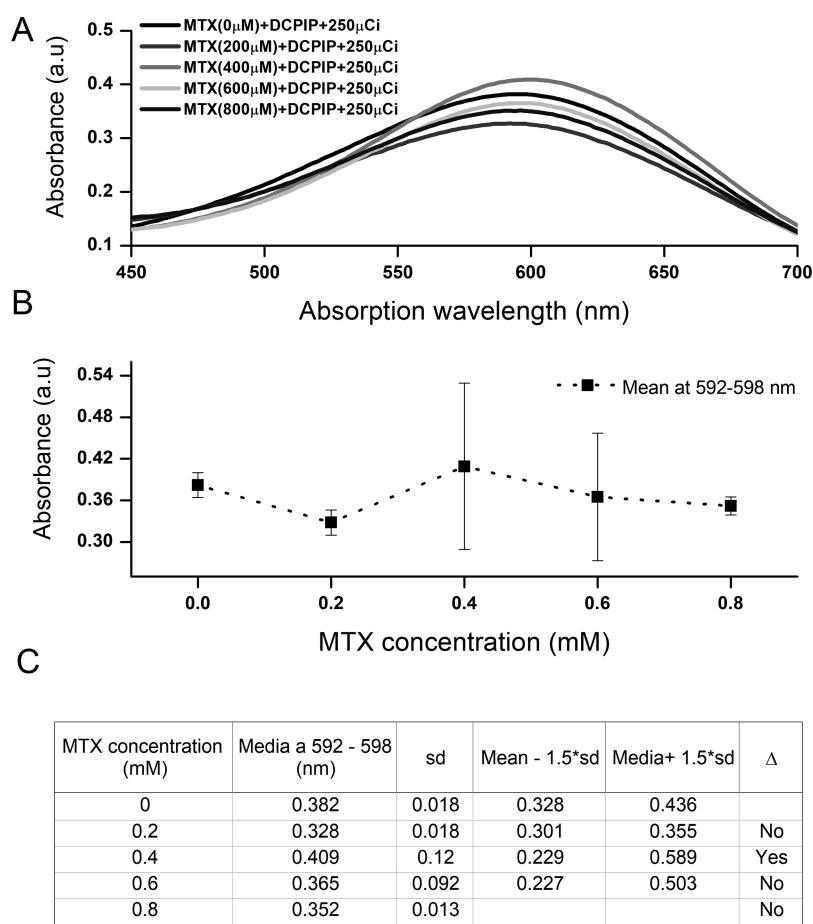 A
MTX(0μM)+DCPIP+250μCi
MTX(200μM)+DCPIP+250μCi
MTX(400μM)+DCPIP+250μCi
MTX(600μM)+DCPIP+250μCi
MTX(800μM)+DCPIP+250μCi
Absorbance (a.u)
0.5
0.4
0.3
0.2
0.1
450 500 550 600 650 700
Absorption wavelength (nm)
B
Mean at 592-598 nm
Absorbance (a.u)
0.54
0.48
0.42
0.36
0.30
0.0 0.2 0.4 0.6 0.8
MTX concentration (mM)
C
MTX concentration (mM) Media a 592 - 598 (nm) sd Mean - 1.5*sd Media+ 1.5*sd Δ
0 0.382 0.018 0.328 0.436
0.2 0.328 0.018 0.301 0.355 No
0.4 0.409 0.12 0.229 0.589 Yes
0.6 0.365 0.092 0.227 0.503 No
0.8 0.352 0.013 No